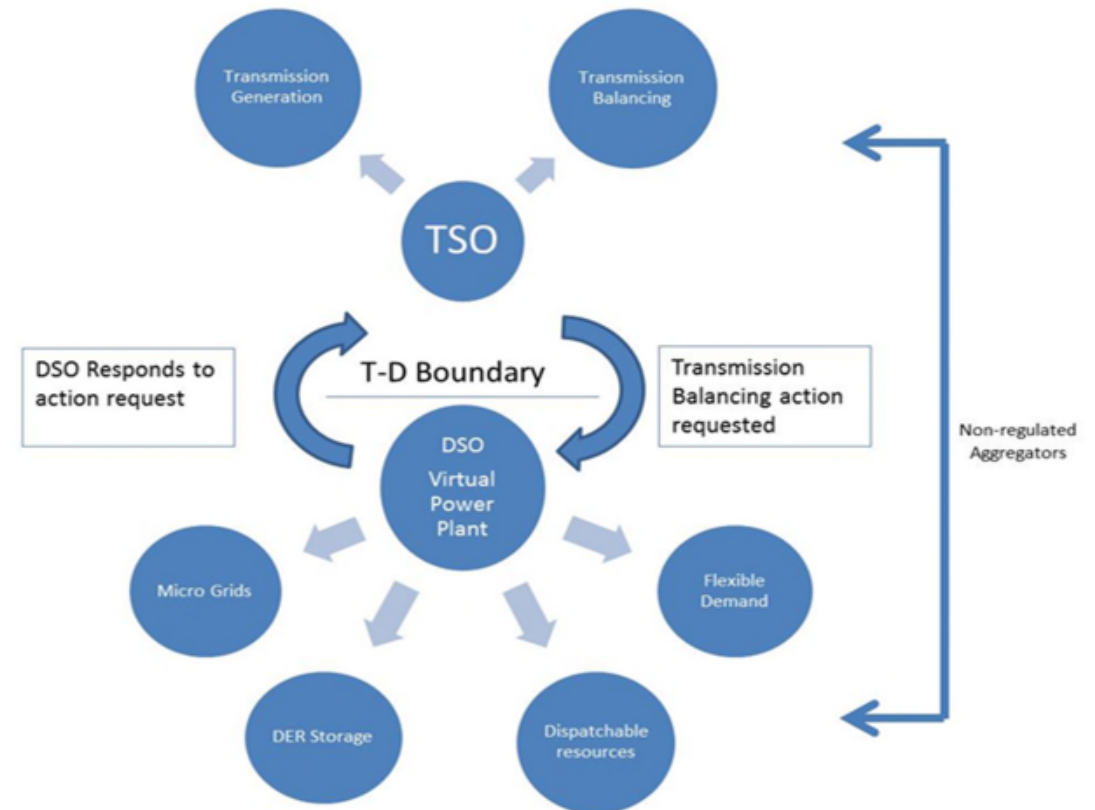 Transmission
Generation
Transmission
Balancing
TSO
DSO Responds to
action request
T-D Boundary
Transmission
Balancing action
requested
Non-regulated
Aggregators
DSO
Virtual
Power
Plant
Micro Grids
Flexible
Demand
DER Storage
Dispatchable
resources